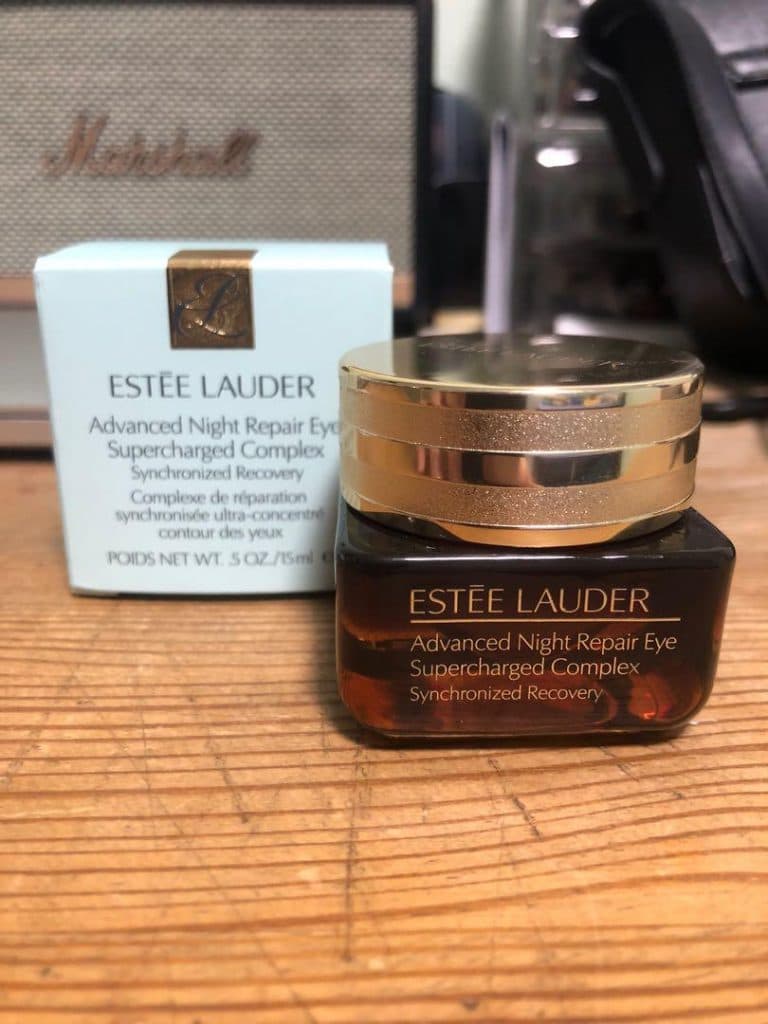 Marshall
EL
ESTĒE LAUDER
Advanced Night Repair Eye
Supercharged Complex
Synchronized Recovery
Complexe de réparation
synchronisée ultra-concentré
contour des yeux
POIDS NET WT. .5 OZ./15ml
ESTĒE LAUDER
Advanced Night Repair Eye
Supercharged Complex
Synchronized Recovery